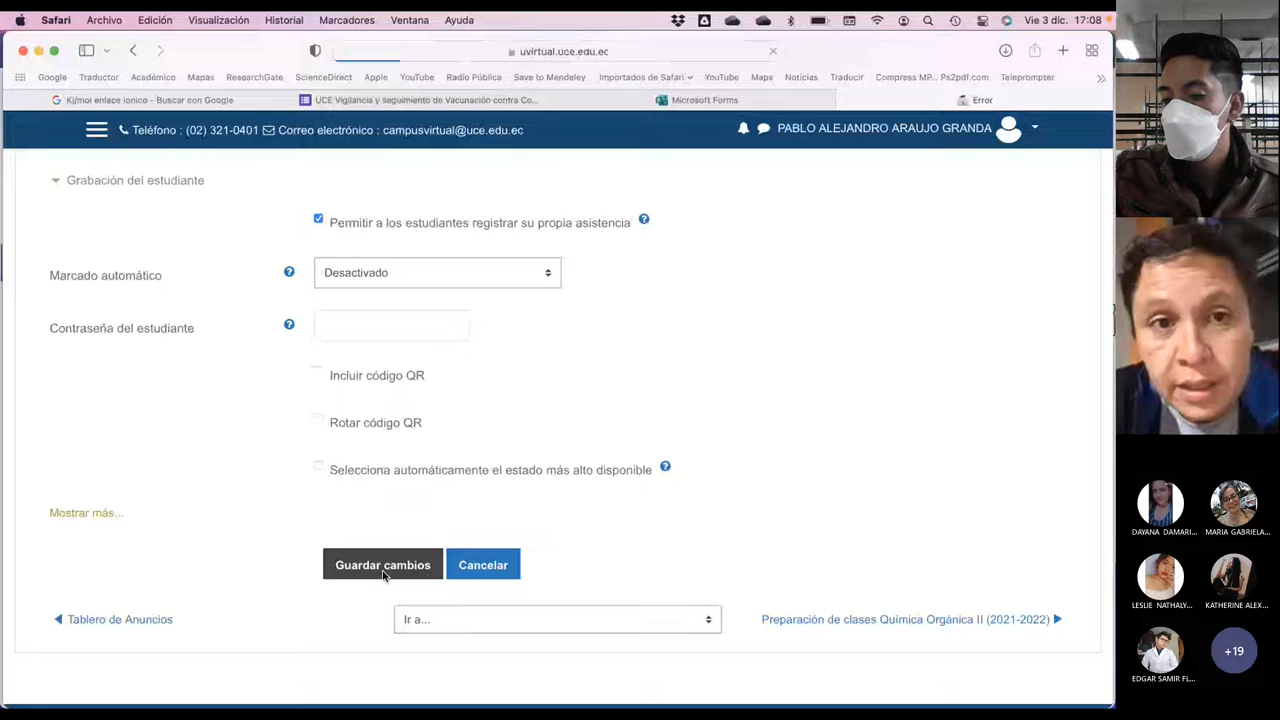 Safari Archivo Edición Visualización Historial Marcadores Ventana Ayuda Vie 3 dic. 17:08
uvirtual.uce.edu.ec
Google Traductor Académico Mapas ResearchGate ScienceDirect Apple YouTube Radio Pública Save to Mendeley Importados de Safari YouTube Maps Noticias Traducir Compress MP... Ps2pdf.com Teleprompter
Kj/mol enlace ionico - Buscar con Google UCE Vigilancia y seguimiento de Vacunación contra Co... Microsoft Forms Error
Teléfono : (02) 321-0401 Correo electrónico : campusvirtual@uce.edu.ec PABLO ALEJANDRO ARAUJO GRANDA
Grabación del estudiante
Permitir a los estudiantes registrar su propia asistencia
Marcado automático Desactivado
Contraseña del estudiante
Incluir código QR
Rotar código QR
Selecciona automáticamente el estado más alto disponible
Mostrar más...
Guardar cambios Cancelar
Tablero de Anuncios Ir a... Preparación de clases Química Orgánica II (2021-2022)
DAYANA DAMARI... MARIA GABRIELA...
LESLIE NATHALY... KATHERINE ALEX...
+19
EDGAR SAMIR FL...